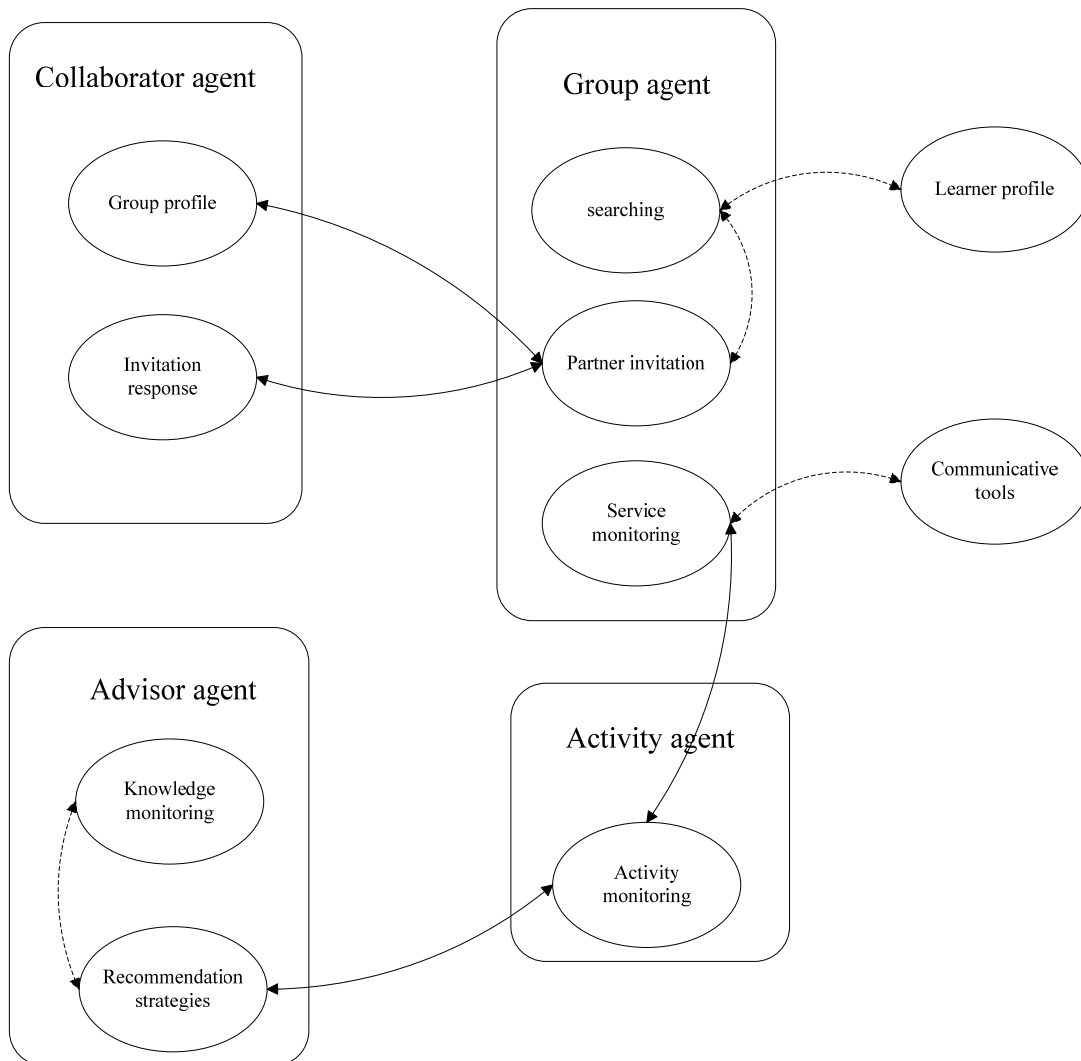 Collaborator agent
Group profile
Invitation
response
Group agent
searching
Partner invitation
Service
monitoring
Learner profile
Communicative
tools
Advisor agent
Knowledge
monitoring
Recommendation
strategies
Activity agent
Activity
monitoring